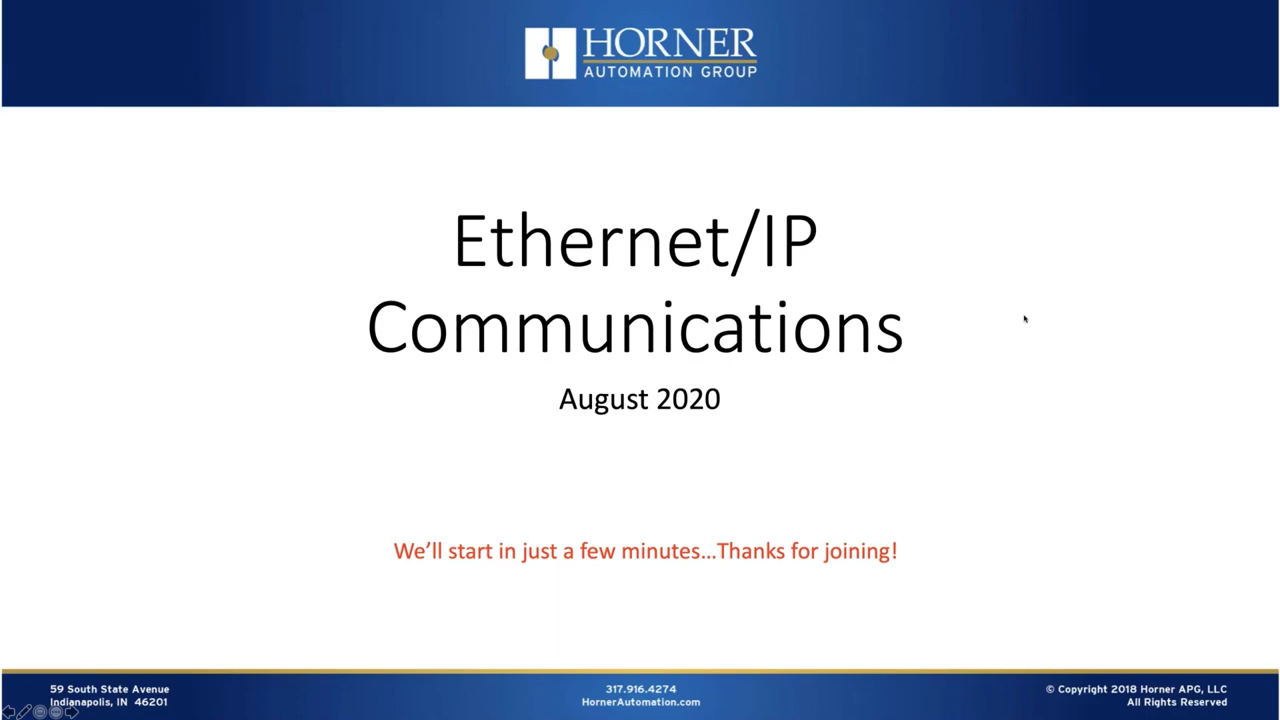 HORNER
AUTOMATION GROUP
Ethernet/IP
Communications
August 2020
We'll start in just a few minutes...Thanks for joining!
59 South State Avenue
Indianapolis, IN 46201
317.916.4274
HornerAutomation.com
© Copyright 2018 Horner APG, LLC
All Rights Reserved